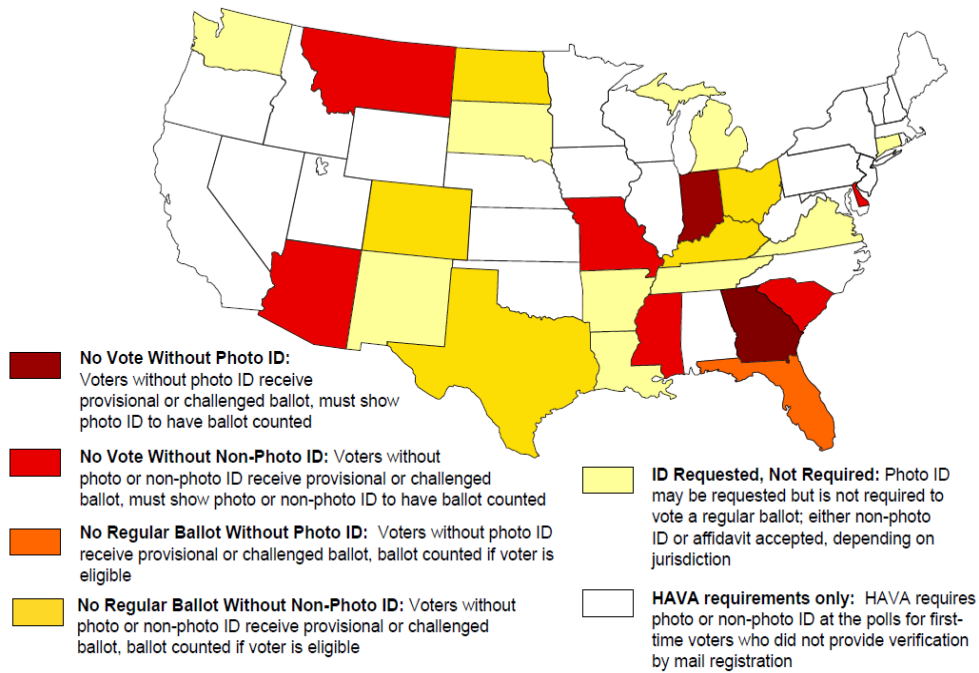 No Vote Without Photo ID:
Voters without photo ID receive
provisional or challenged ballot, must show
photo ID to have ballot counted
No Vote Without Non-Photo ID: Voters without
photo or non-photo ID receive provisional or challenged
ballot, must show photo or non-photo ID to have ballot counted
No Regular Ballot Without Photo ID: Voters without photo ID
receive provisional or challenged ballot, ballot counted if voter is
eligible
No Regular Ballot Without Non-Photo ID: Voters without
photo or non-photo ID receive provisional or challenged
ballot, ballot counted if voter is eligible
ID Requested, Not Required: Photo ID
may be requested but is not required to
vote a regular ballot; either non-photo
ID or affidavit accepted, depending on
jurisdiction
HAVA requirements only: HAVA requires
photo or non-photo ID at the polls for first-
time voters who did not provide verification
by mail registration